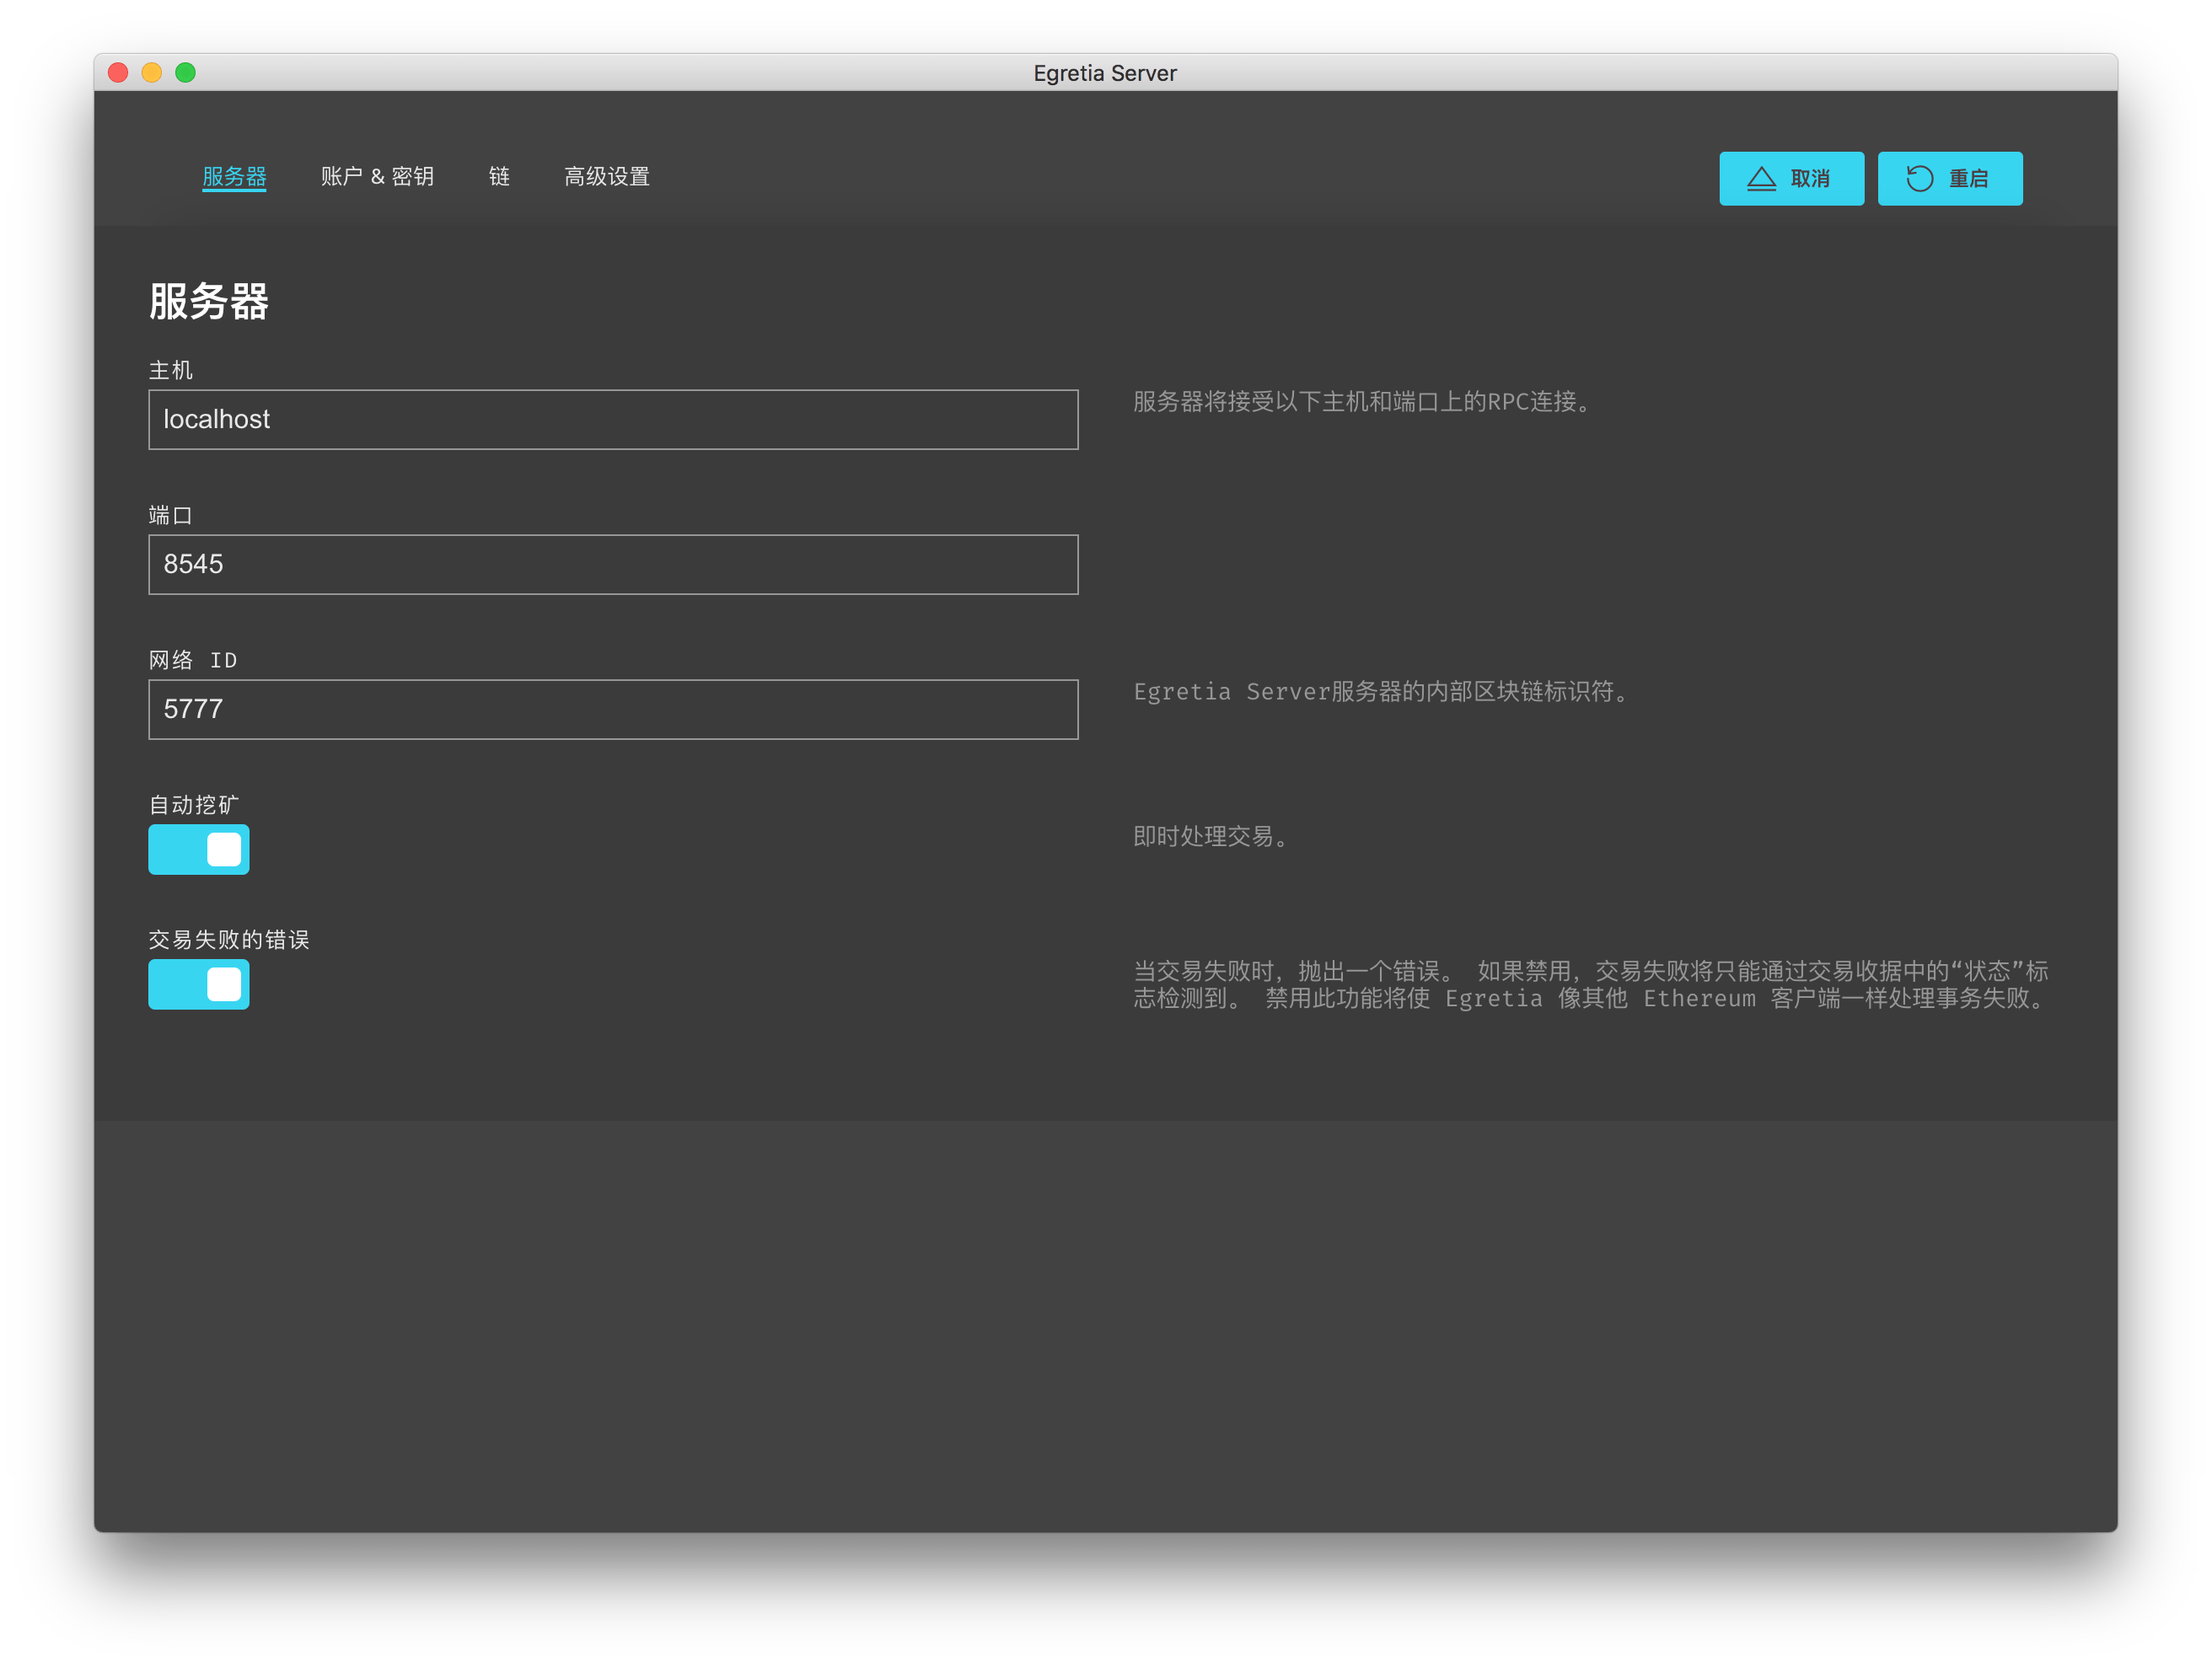 Egretia Server
服务器 账户 & 密钥 链 高级设置 取消 重启
服务器
主机
localhost
服务器将接受以下主机和端口上的RPC连接。
端口
8545
网络 ID
5777
Egretia Server服务器的内部区块链标识符。
自动挖矿
即时处理交易。
交易失败的错误
当交易失败时，抛出一个错误。 如果禁用，交易失败将只能通过交易收据中的“状态”标
志检测到。 禁用此功能将使 Egretia 像其他 Ethereum 客户端一样处理事务失败。